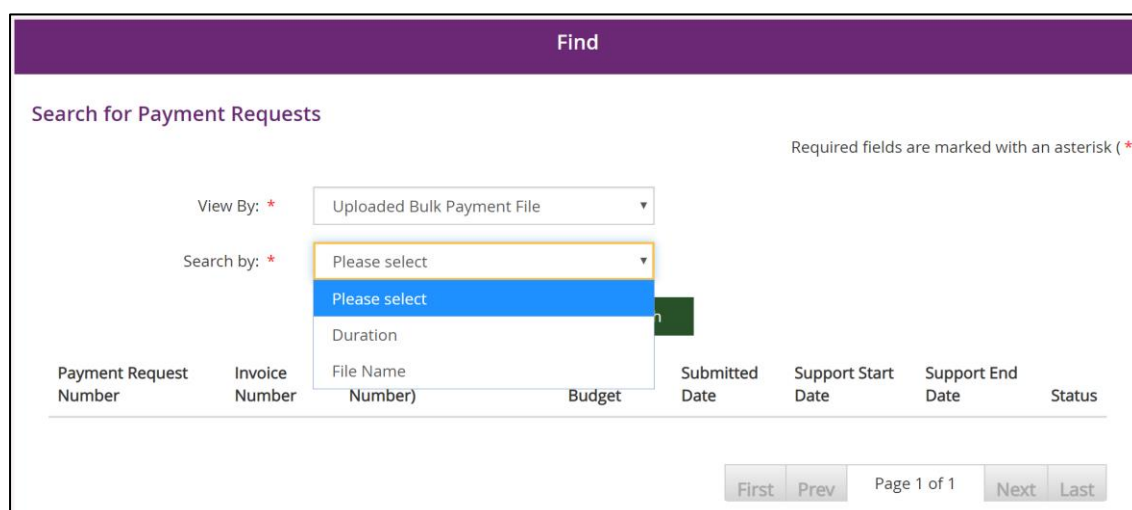 Find
Search for Payment Requests
Required fields are marked with an asterisk ( *
View By: * Uploaded Bulk Payment File
Search by: * Please select
Please select
Duration
File Name
Payment Request Invoice Submitted Support Start Support End
Number Number Number) Budget Date Date Date Status
First Prev Page 1 of 1 Next Last